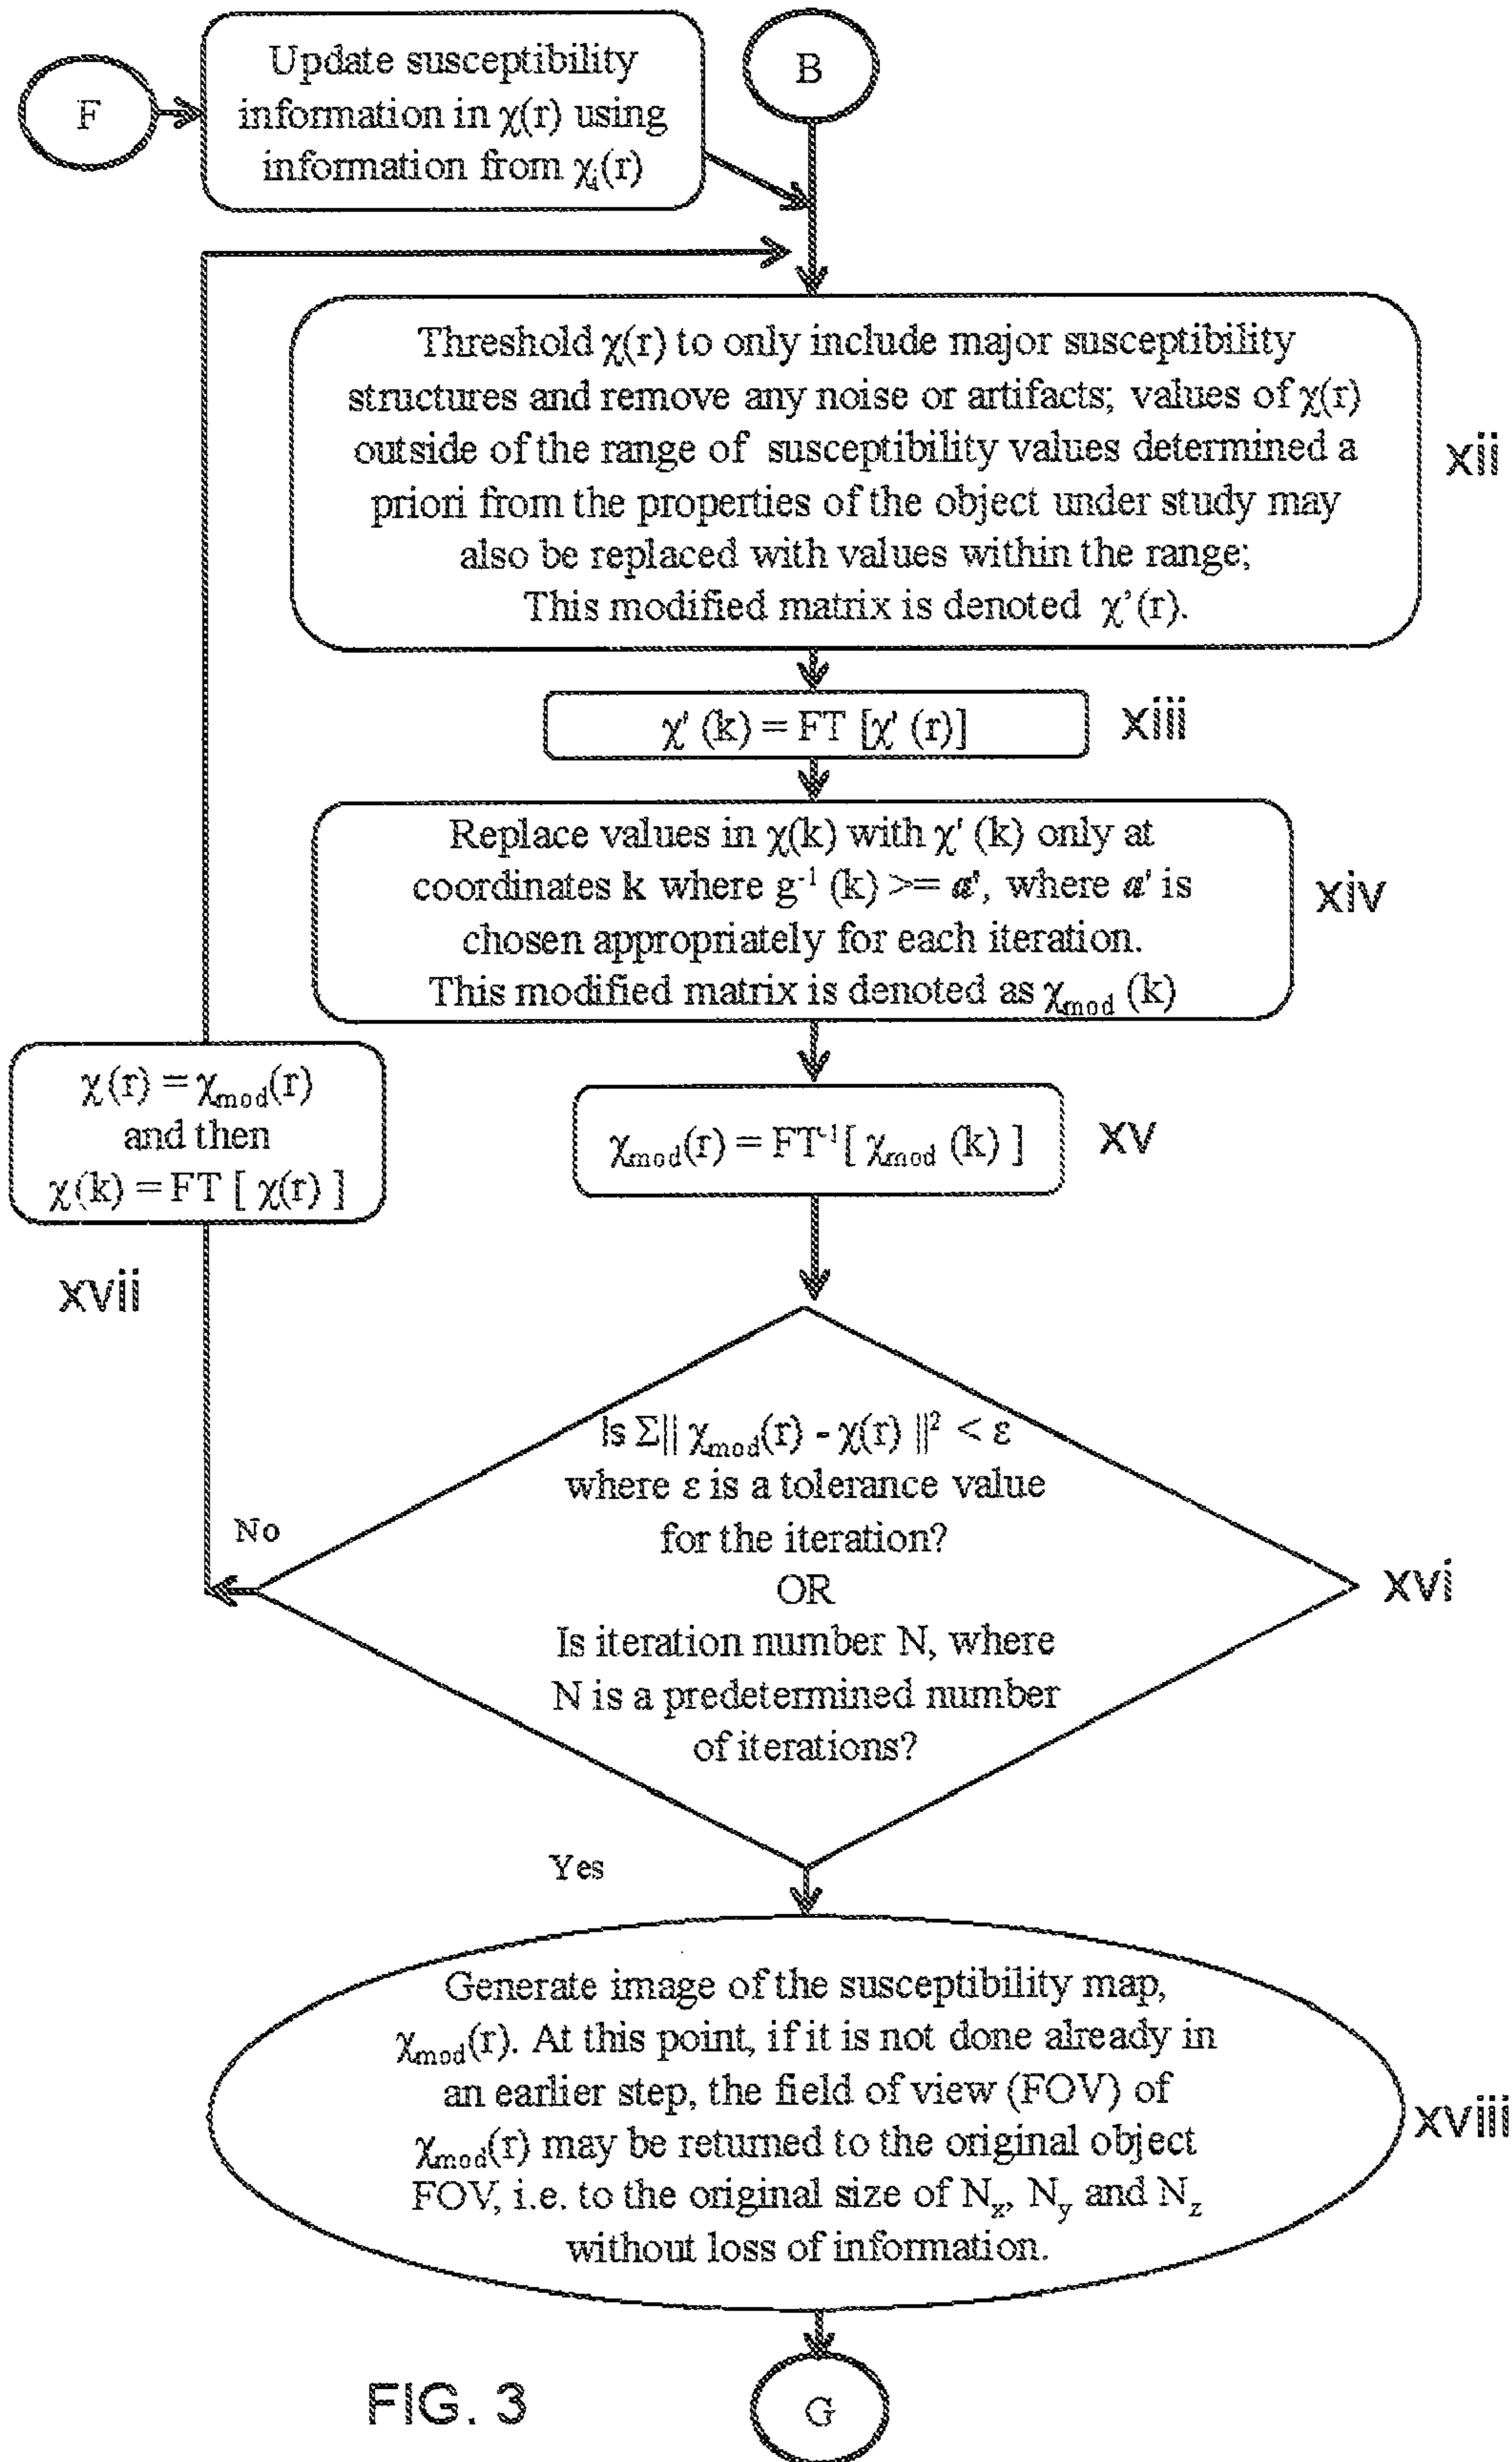 F
Update susceptibility
information in χ(r) using
information from χᵢ(r)
B
Threshold χ(r) to only include major susceptibility
structures and remove any noise or artifacts; values of χ(r)
outside of the range of susceptibility values determined a
priori from the properties of the object under study may
also be replaced with values within the range;
This modified matrix is denoted χ’(r).
xii
χ' (k) = FT [χ' (r)]
xiii
Replace values in χ(k) with χ' (k) only at
coordinates k where g⁻¹ (k) >= a', where a' is
chosen appropriately for each iteration.
This modified matrix is denoted as χmod (k)
xiv
χ(r) = χmod(r)
and then
χ(k) = FT [ χ(r) ]
xvii
χmod(r) = FT⁻¹[ χmod (k) ]
xv
Is Σ|| χmod(r) - χ(r) ||² < ε
where ε is a tolerance value
for the iteration?
OR
Is iteration number N, where
N is a predetermined number
of iterations?
xvi
No
Yes
Generate image of the susceptibility map,
χmod(r). At this point, if it is not done already in
an earlier step, the field of view (FOV) of
χmod(r) may be returned to the original object
FOV, i.e. to the original size of Nx, Ny and Nz
without loss of information.
xviii
G
FIG. 3